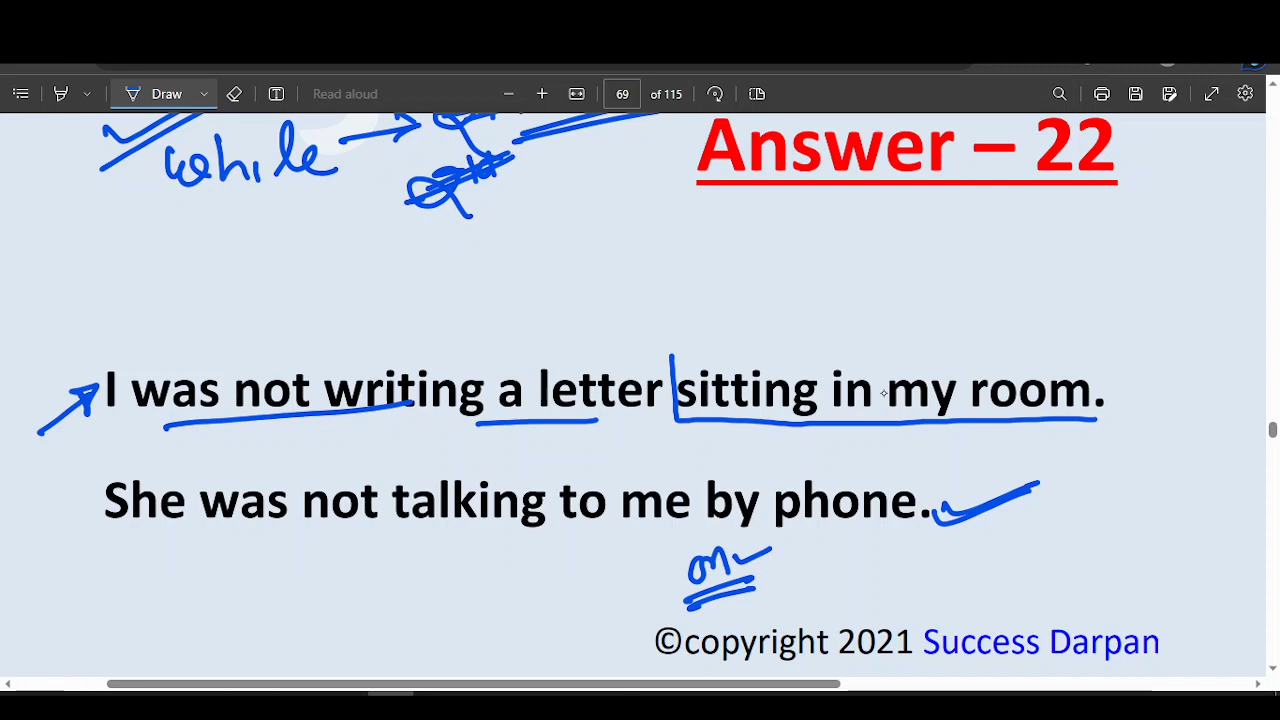 Draw
Read aloud
69 of 115
while
Answer – 22
I was not writing a letter sitting in my room.
She was not talking to me by phone.
on
©copyright 2021 Success Darpan